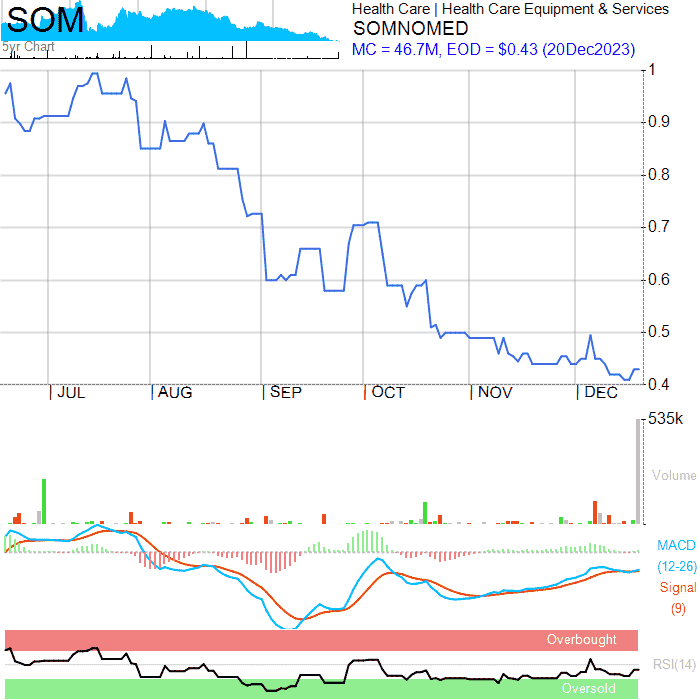 SOM
Health Care | Health Care Equipment & Services
SOMNOMED
5yr Chart
MC = 46.7M, EOD = $0.43 (20Dec2023)
1
0.9
0.8
0.7
0.6
0.5
0.4
JUL
AUG
SEP
OCT
NOV
DEC
535k
Volume
MACD
(12-26)
Signal
(9)
Overbought
RSI(14)
Oversold